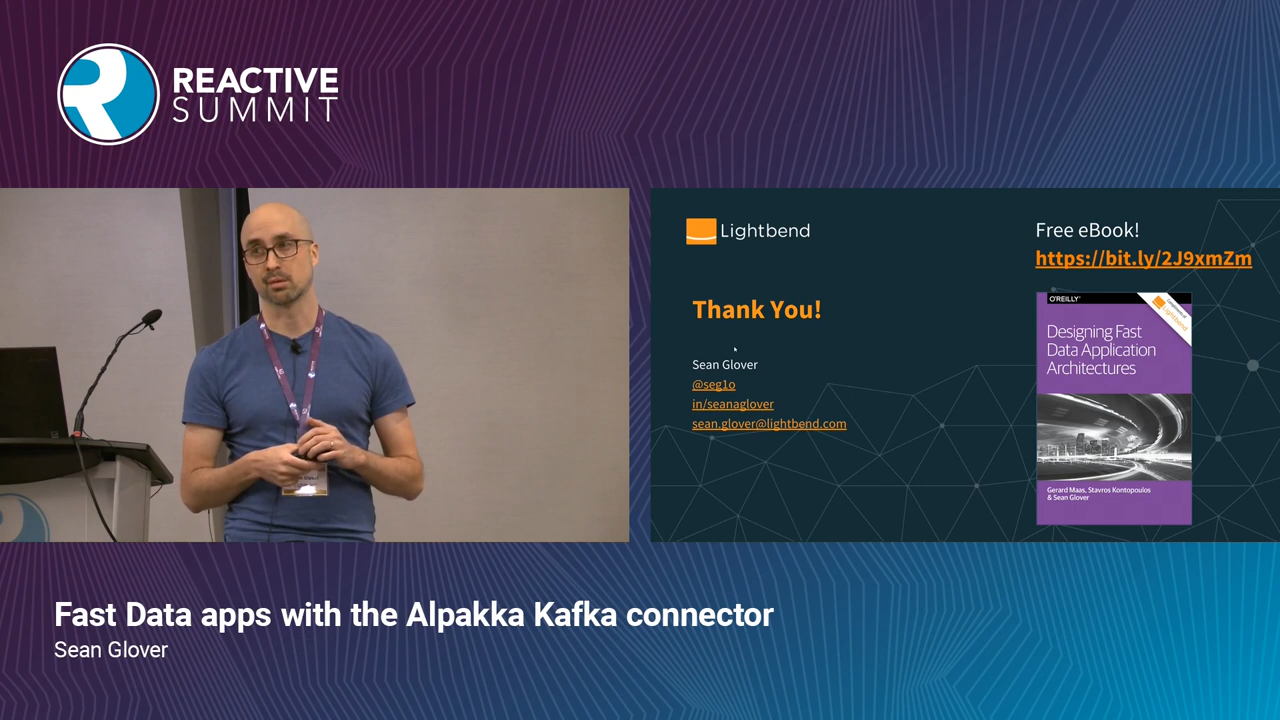 REACTIVE
SUMMIT
Lightbend
Free eBook!
https://bit.ly/2J9xmZm
Thank You!
Sean Glover
@seg1o
in/seanaglover
sean.glover@lightbend.com
O'REILLY®
Lightbend
Designing Fast
Data Application
Architectures
Gerard Maas, Stavros Kontopoulos
& Sean Glover
Fast Data apps with the Alpakka Kafka connector
Sean Glover